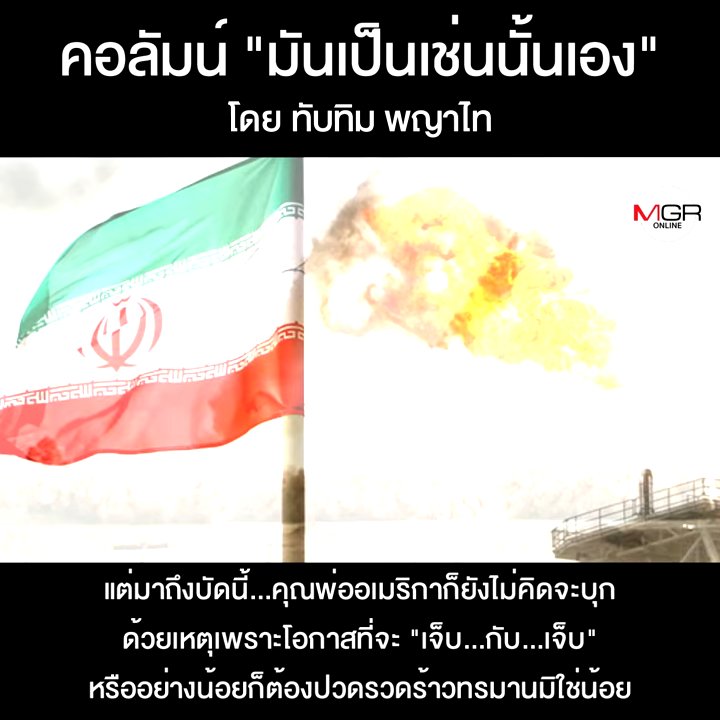 คอลัมน์ "มันเป็นเช่นนั้นเอง"
โดย ทับทิม พญาไท
MGR
ONLINE
แต่มาถึงบัดนี้...คุณพ่ออเมริกาก็ยังไม่คิดจะบุก
ด้วยเหตุเพราะโอกาสที่จะ "เจ็บ...กับ...เจ็บ"
หรืออย่างน้อยก็ต้องปวดรวดร้าวทรมานมิใช่น้อย